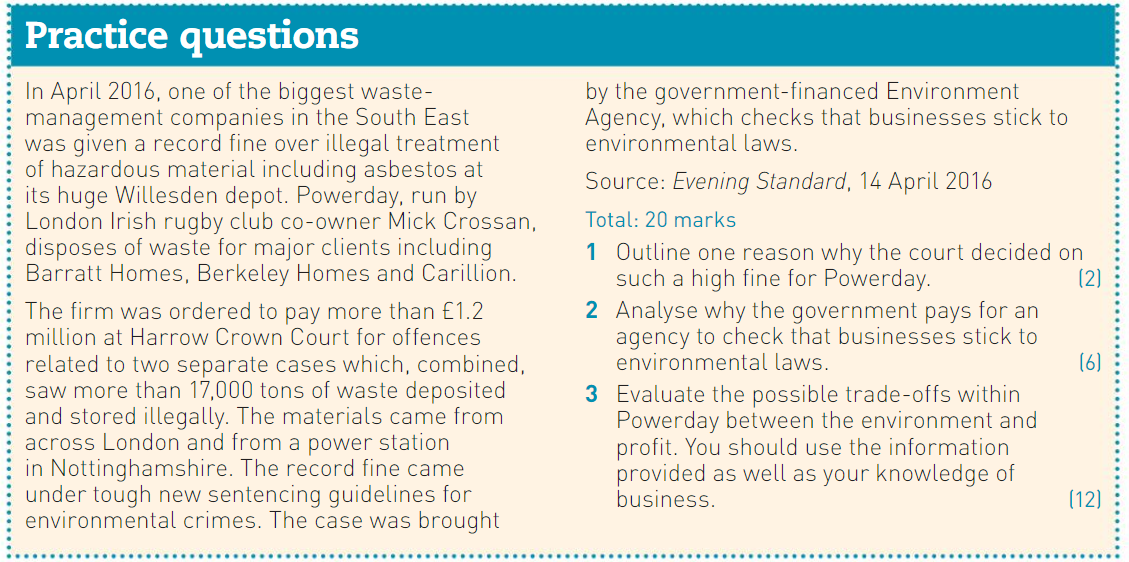 Practice questions
In April 2016, one of the biggest waste-
management companies in the South East
was given a record fine over illegal treatment
of hazardous material including asbestos at
its huge Willesden depot. Powerday, run by
London Irish rugby club co-owner Mick Crossan,
disposes of waste for major clients including
Barratt Homes, Berkeley Homes and Carillion.
The firm was ordered to pay more than £1.2
million at Harrow Crown Court for offences
related to two separate cases which, combined,
saw more than 17,000 tons of waste deposited
and stored illegally. The materials came from
across London and from a power station
in Nottinghamshire. The record fine came
under tough new sentencing guidelines for
environmental crimes. The case was brought
by the government-financed Environment
Agency, which checks that businesses stick to
environmental laws.
Source: Evening Standard, 14 April 2016
Total: 20 marks
1 Outline one reason why the court decided on
such a high fine for Powerday. (2)
2 Analyse why the government pays for an
agency to check that businesses stick to
environmental laws. (6)
3 Evaluate the possible trade-offs within
Powerday between the environment and
profit. You should use the information
provided as well as your knowledge of
business. (12)